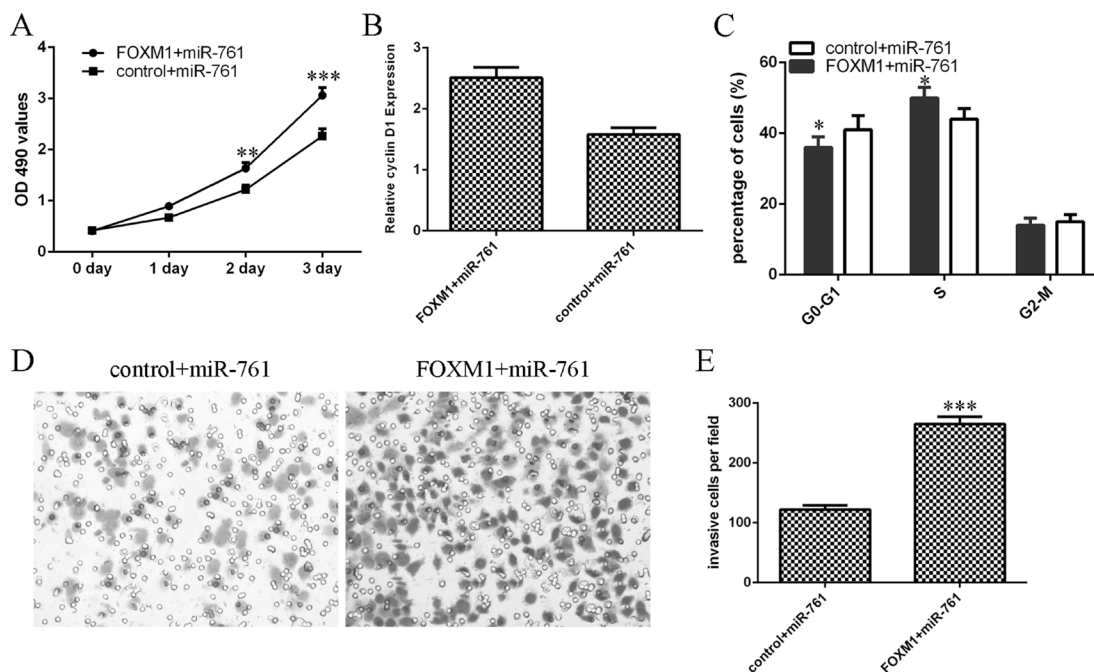 A
FOXM1+miR-761
control+miR-761
OD 490 values
4
3
2
1
0
**
***
0 day
1 day
2 day
3 day
B
Relative cyclin D1 Expression
3
2
1
0
FOXM1+miR-761
control+miR-761
C
control+miR-761
FOXM1+miR-761
percentage of cells (%)
60
40
20
0
*
*
G0-G1
S
G2-M
D
control+miR-761
FOXM1+miR-761
E
invasive cells per field
300
200
100
0
***
control+miR-761
FOXM1+miR-761